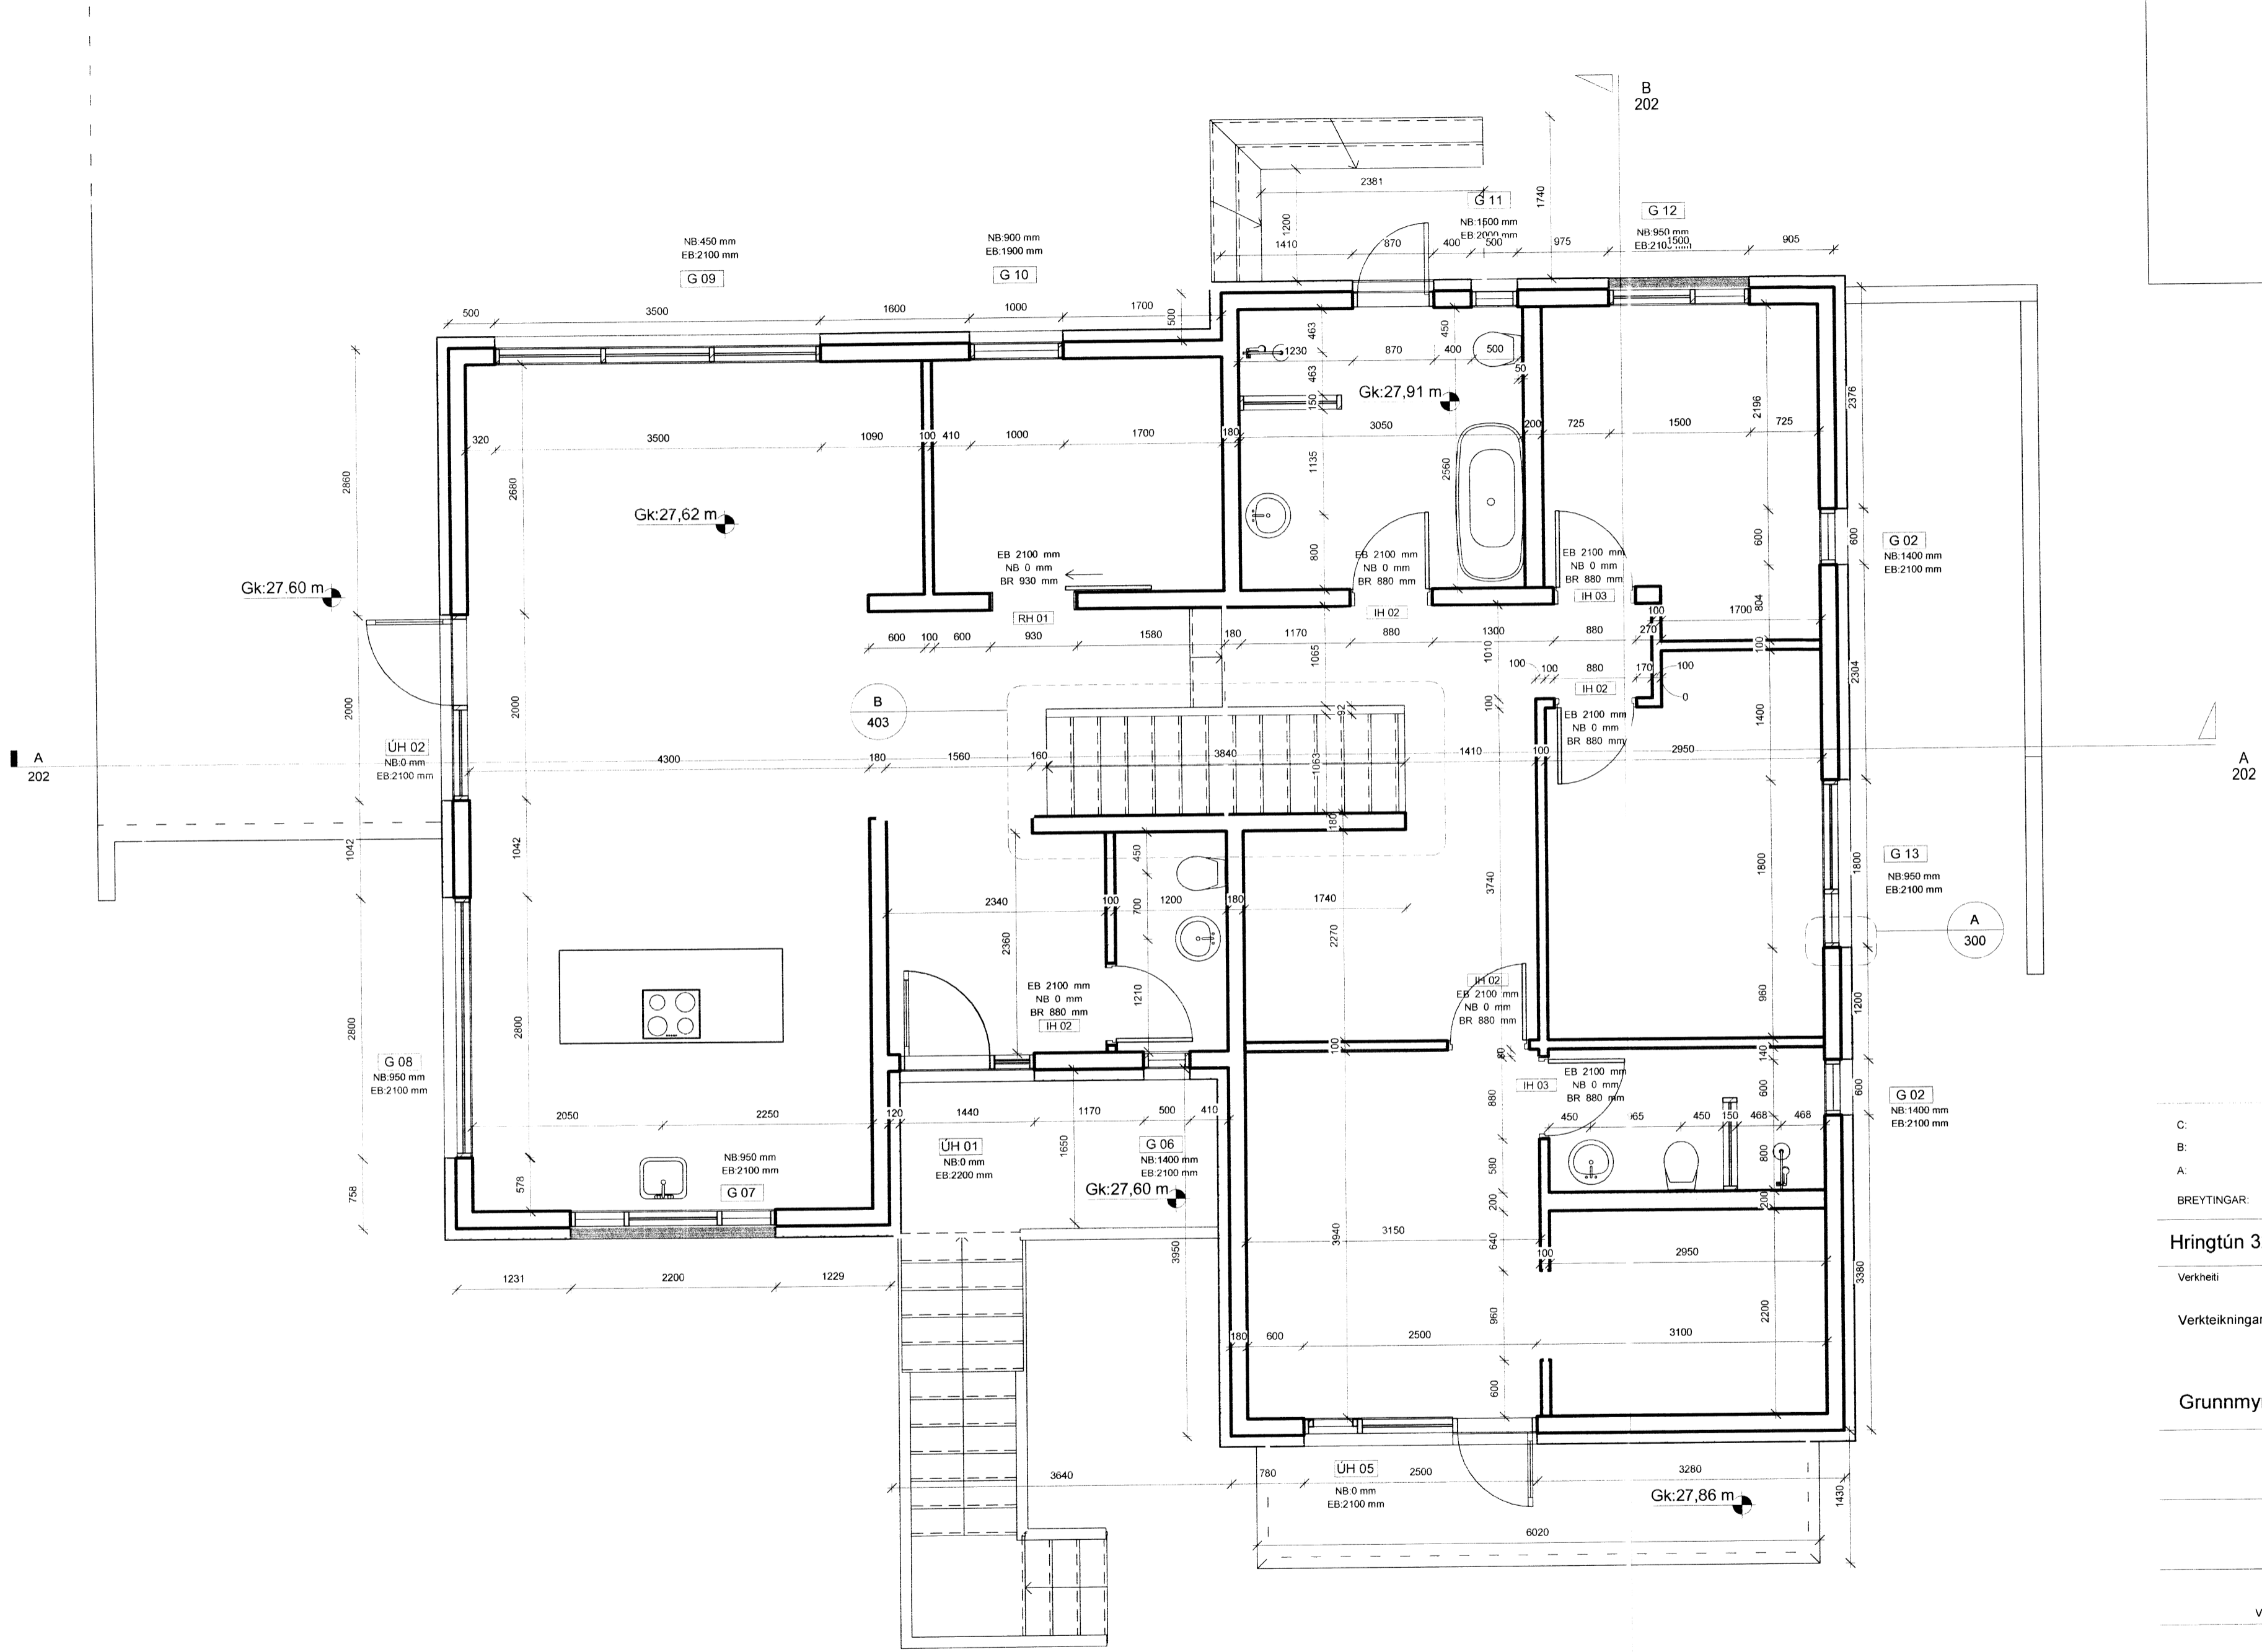 B
202
2381
1740
1200
G 11
NB:1500 mm
EB:2000 mm
G 12
NB:950 mm
1410
870
400
500
975
1500
905
NB:450 mm
EB:2100 mm
G 09
NB:900 mm
EB:1900 mm
G 10
500
3500
1600
1000
1700
500
463
1230
870
400
500
450
50
463
150
Gk:27,91 m
2376
2196
320
3500
1090
100
410
1000
1700
180
3050
200
725
1500
725
1135
2560
2860
2680
Gk:27,62 m
Gk:27.60 m
EB 2100 mm
NB 0 mm
BR 930 mm
RH 01
800
EB 2100 mm
NB 0 mm
BR 880 mm
IH 02
EB 2100 mm
NB 0 mm
BR 880 mm
IH 03
600
600
G 02
NB:1400 mm
EB:2100 mm
100
1700
804
600
100
600
930
1580
180
1170
880
1300
880
270
1065
1010
100
100
100
880
170
100
IH 02
0
2304
B
403
2000
2000
92
100
EB 2100 mm
NB 0 mm
BR 880 mm
1400
ÚH 02
NB:0 mm
EB:2100 mm
A
202
4300
180
1560
160
3840
1063
1410
100
2950
A
202
1042
1042
180
450
3740
1800
1800
G 13
NB:950 mm
EB:2100 mm
2340
100
700
1200
180
1740
2360
2270
A
300
EB 2100 mm
NB 0 mm
BR 880 mm
IH 02
1210
IH 02
EB 2100 mm
NB 0 mm
BR 880 mm
960
1200
2800
2800
G 08
NB:950 mm
EB:2100 mm
100
80
140
IH 03
EB 2100 mm
NB 0 mm
BR 880 mm
880
600
600
G 02
NB:1400 mm
EB:2100 mm
2050
2250
120
1440
1170
500
410
450
450
150
468
468
ÚH 01
NB:0 mm
EB:2200 mm
1650
G 06
NB:1400 mm
EB:2100 mm
Gk:27,60 m
NB:950 mm
EB:2100 mm
G 07
758
578
580
800
200
200
C:
B:
A:
BREYTINGAR:
3950
3940
3150
640
100
2950
3380
Hringtún 3
Verkheiti
1231
2200
1229
960
2200
Verkteikningar
180
600
2500
3100
600
Grunnmy
3640
780
ÚH 05
2500
3280
NB:0 mm
EB:2100 mm
Gk:27,86 m
1430
6020